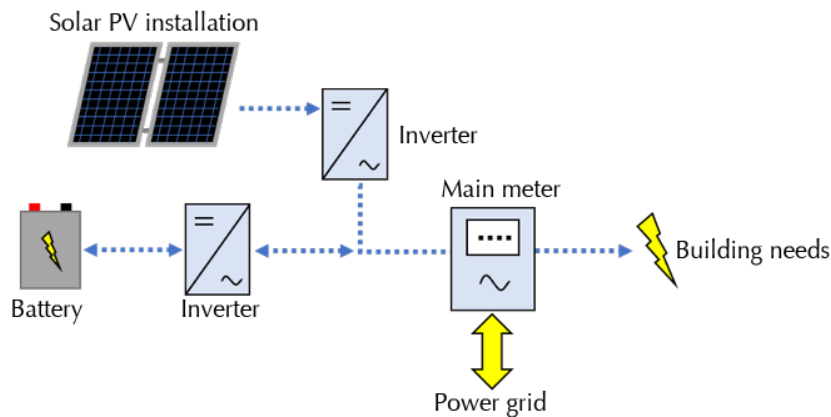 Solar PV installation
Inverter
Main meter
Building needs
Battery
Inverter
Power grid